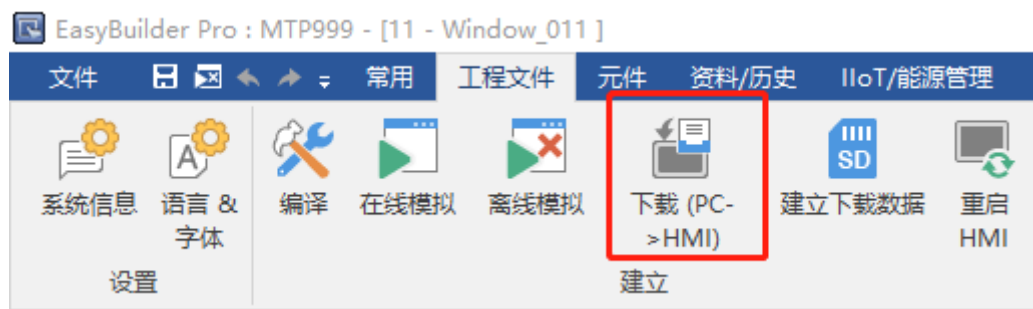 EasyBuilder Pro : MTP999 - [11 - Window_011 ]
文件 常用 工程文件 元件 资料/历史 IIoT/能源管理
系统信息 语言 & 字体 编译 在线模拟 离线模拟 下载 (PC->HMI) SD 建立下载数据 重启 HMI
设置 建立